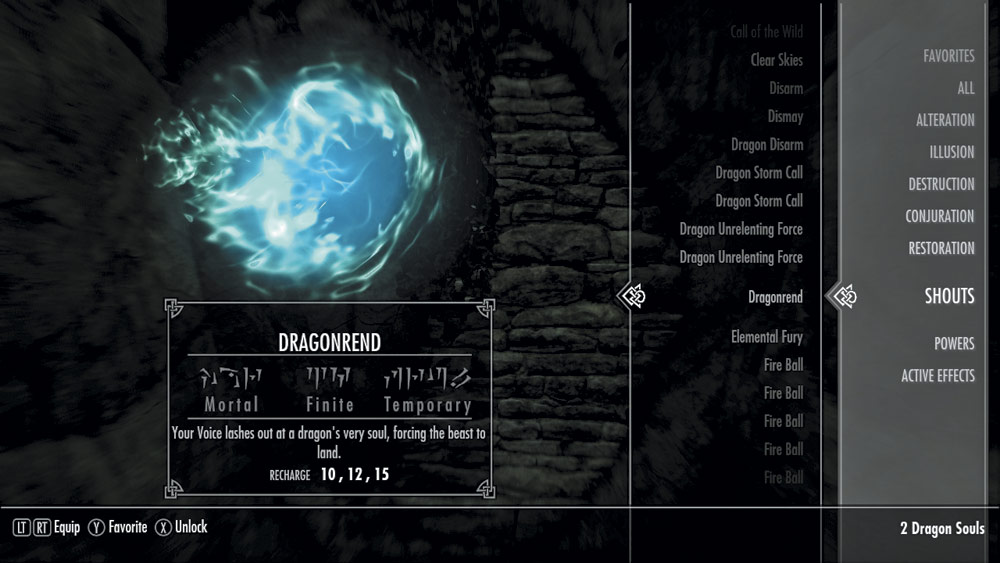 Call of the Wild
Clear Skies
Disarm
Dismay
Dragon Disarm
Dragon Storm Call
Dragon Storm Call
Dragon Unrelenting Force
Dragon Unrelenting Force
Dragonrend
Elemental Fury
Fire Ball
Fire Ball
Fire Ball
Fire Ball
Fire Ball
FAVORITES
ALL
ALTERATION
ILLUSION
DESTRUCTION
CONJURATION
RESTORATION
SHOUTS
POWERS
ACTIVE EFFECTS
DRAGONREND
Mortal Finite Temporary
Your Voice lashes out at a dragon's very soul, forcing the beast to
land.
RECHARGE 10, 12, 15
LT RT Equip Y Favorite X Unlock
2 Dragon Souls